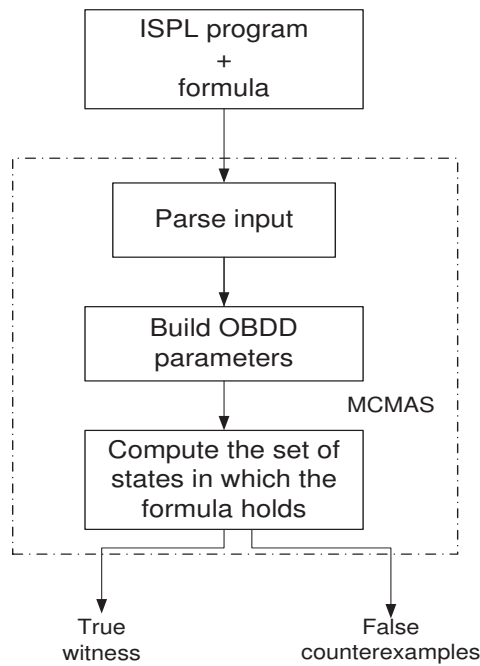 ISPL program
+
formula
Parse input
Build OBDD
parameters
MCMAS
Compute the set of
states in which the
formula holds
True
witness
False
counterexamples